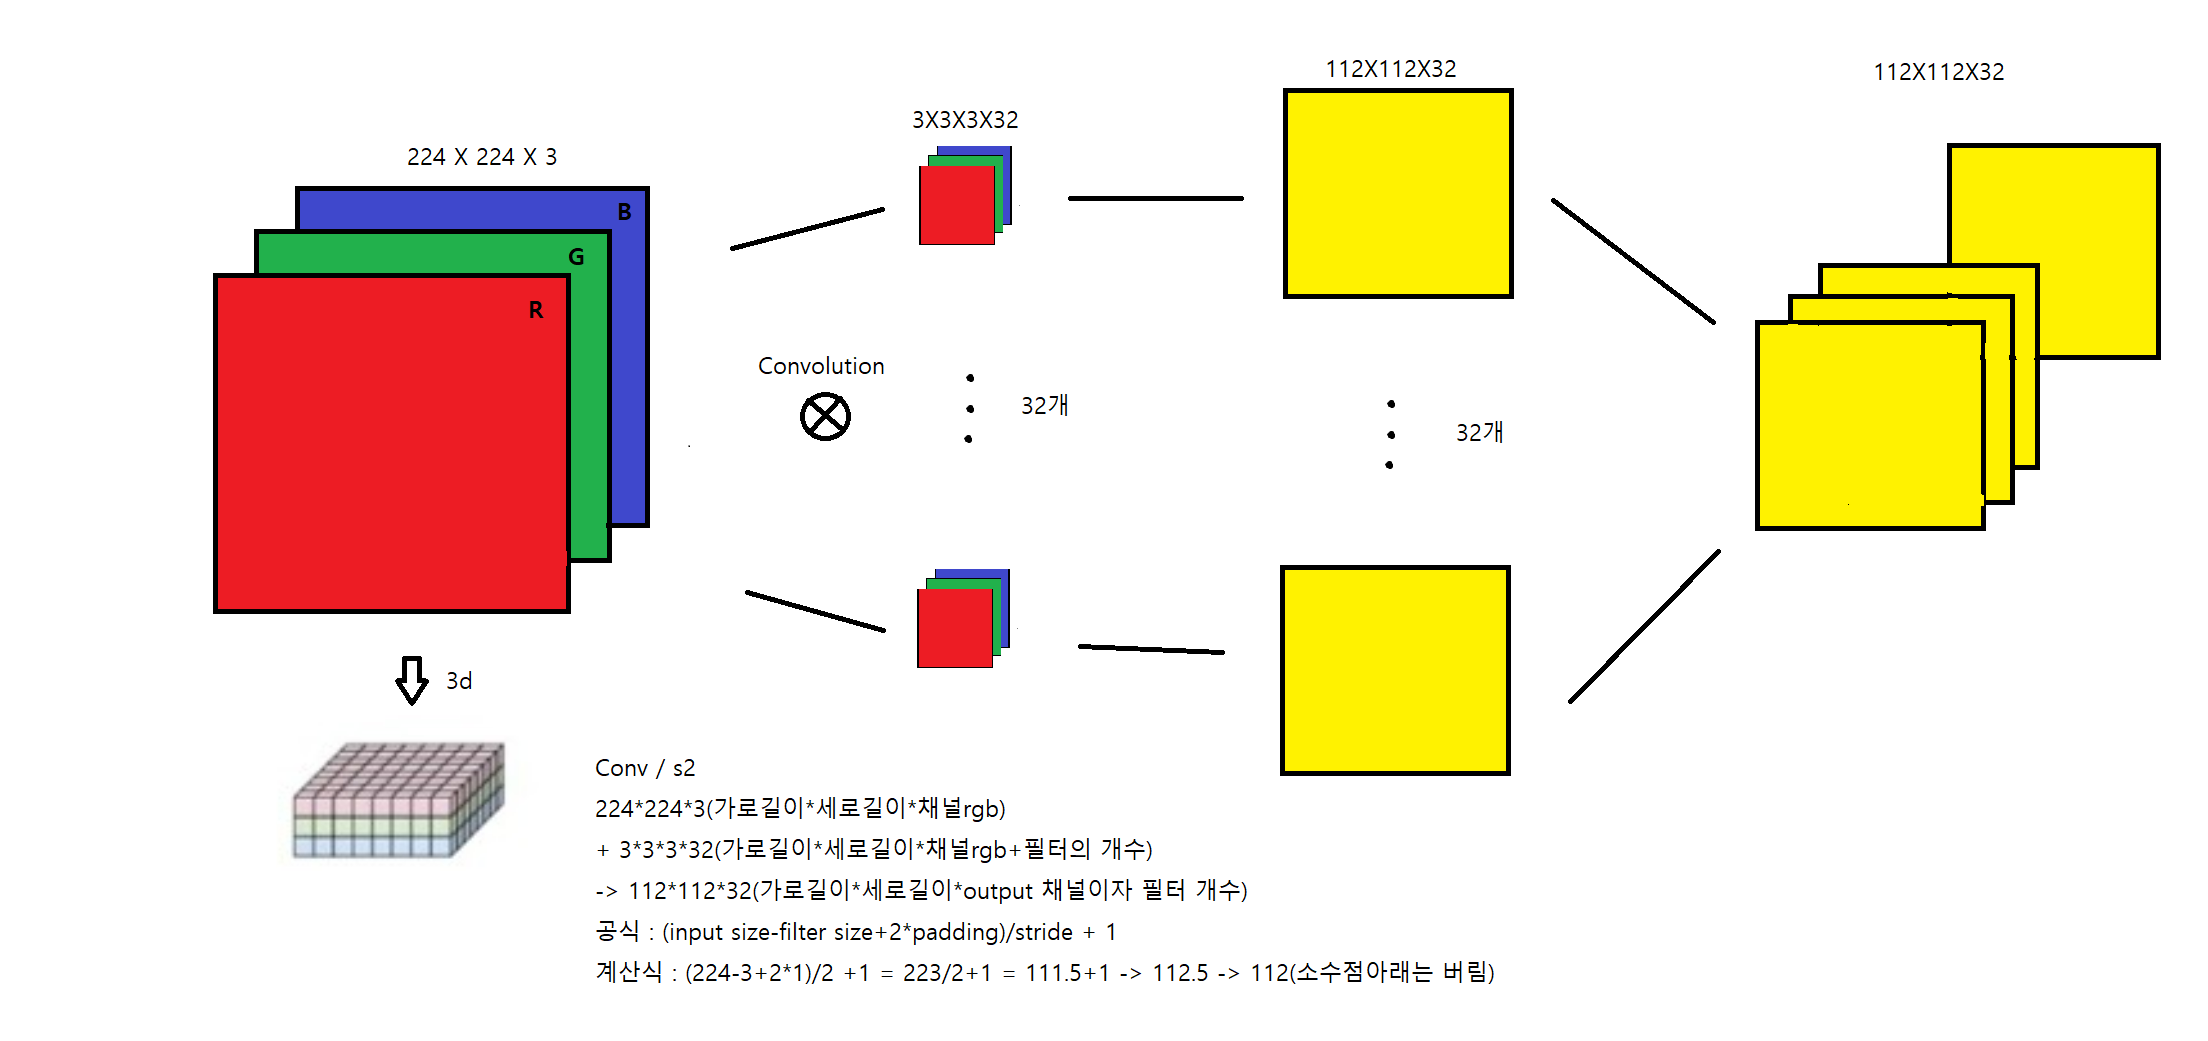 224 X 224 X 3
B
G
R
3d
Convolution
3X3X3X32
32개
112X112X32
32개
112X112X32
Conv / s2
224*224*3(가로길이*세로길이*채널rgb)
+ 3*3*3*32(가로길이*세로길이*채널rgb+필터의 개수)
-> 112*112*32(가로길이*세로길이*output 채널이자 필터 개수)
공식 : (input size-filter size+2*padding)/stride + 1
계산식 : (224-3+2*1)/2 +1 = 223/2+1 = 111.5+1 -> 112.5 -> 112(소수점아래는 버림)